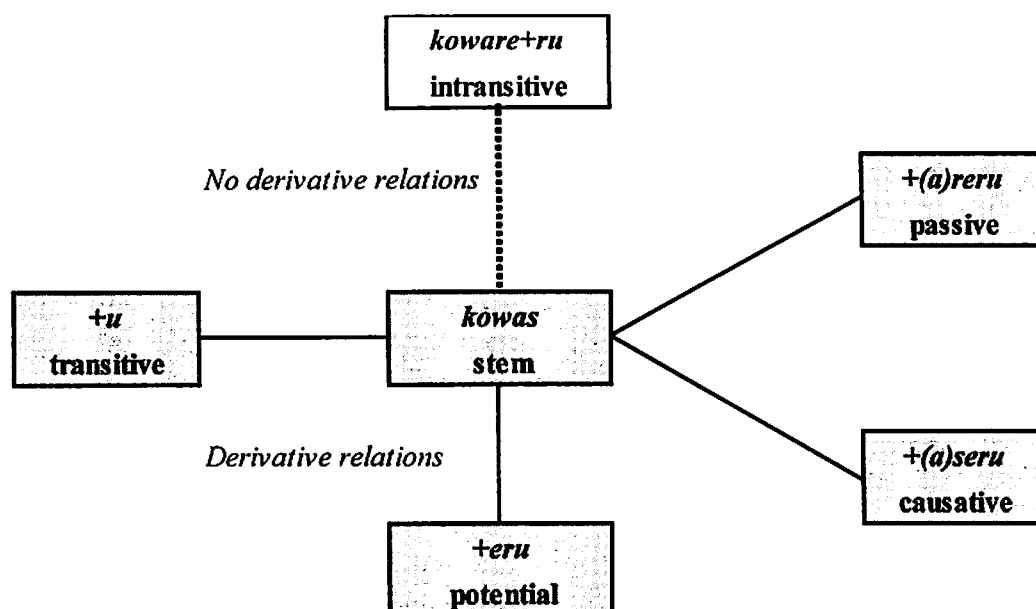 koware+ru
intransitive
No derivative relations
+(a)reru
passive
+u
transitive
kowas
stem
Derivative relations
+(a)seru
causative
+eru
potential